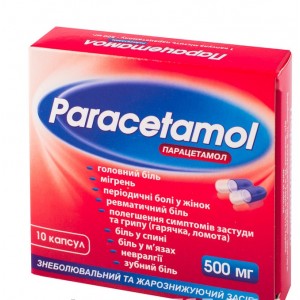 Парацетамол
Paracetamol
ПАРАЦЕТАМОЛ
головний біль
мігрень
періодичні болі у жінок
ревматичний біль
полегшення симптомів застуди
та грипу (гарячка, ломота)
біль у спині
біль у м'язах
невралгії
зубний біль
10 капсул
500 мг
ЗНЕБОЛЮВАЛЬНИЙ ТА ЖАРОЗНИЖУЮЧИЙ ЗАСІБ